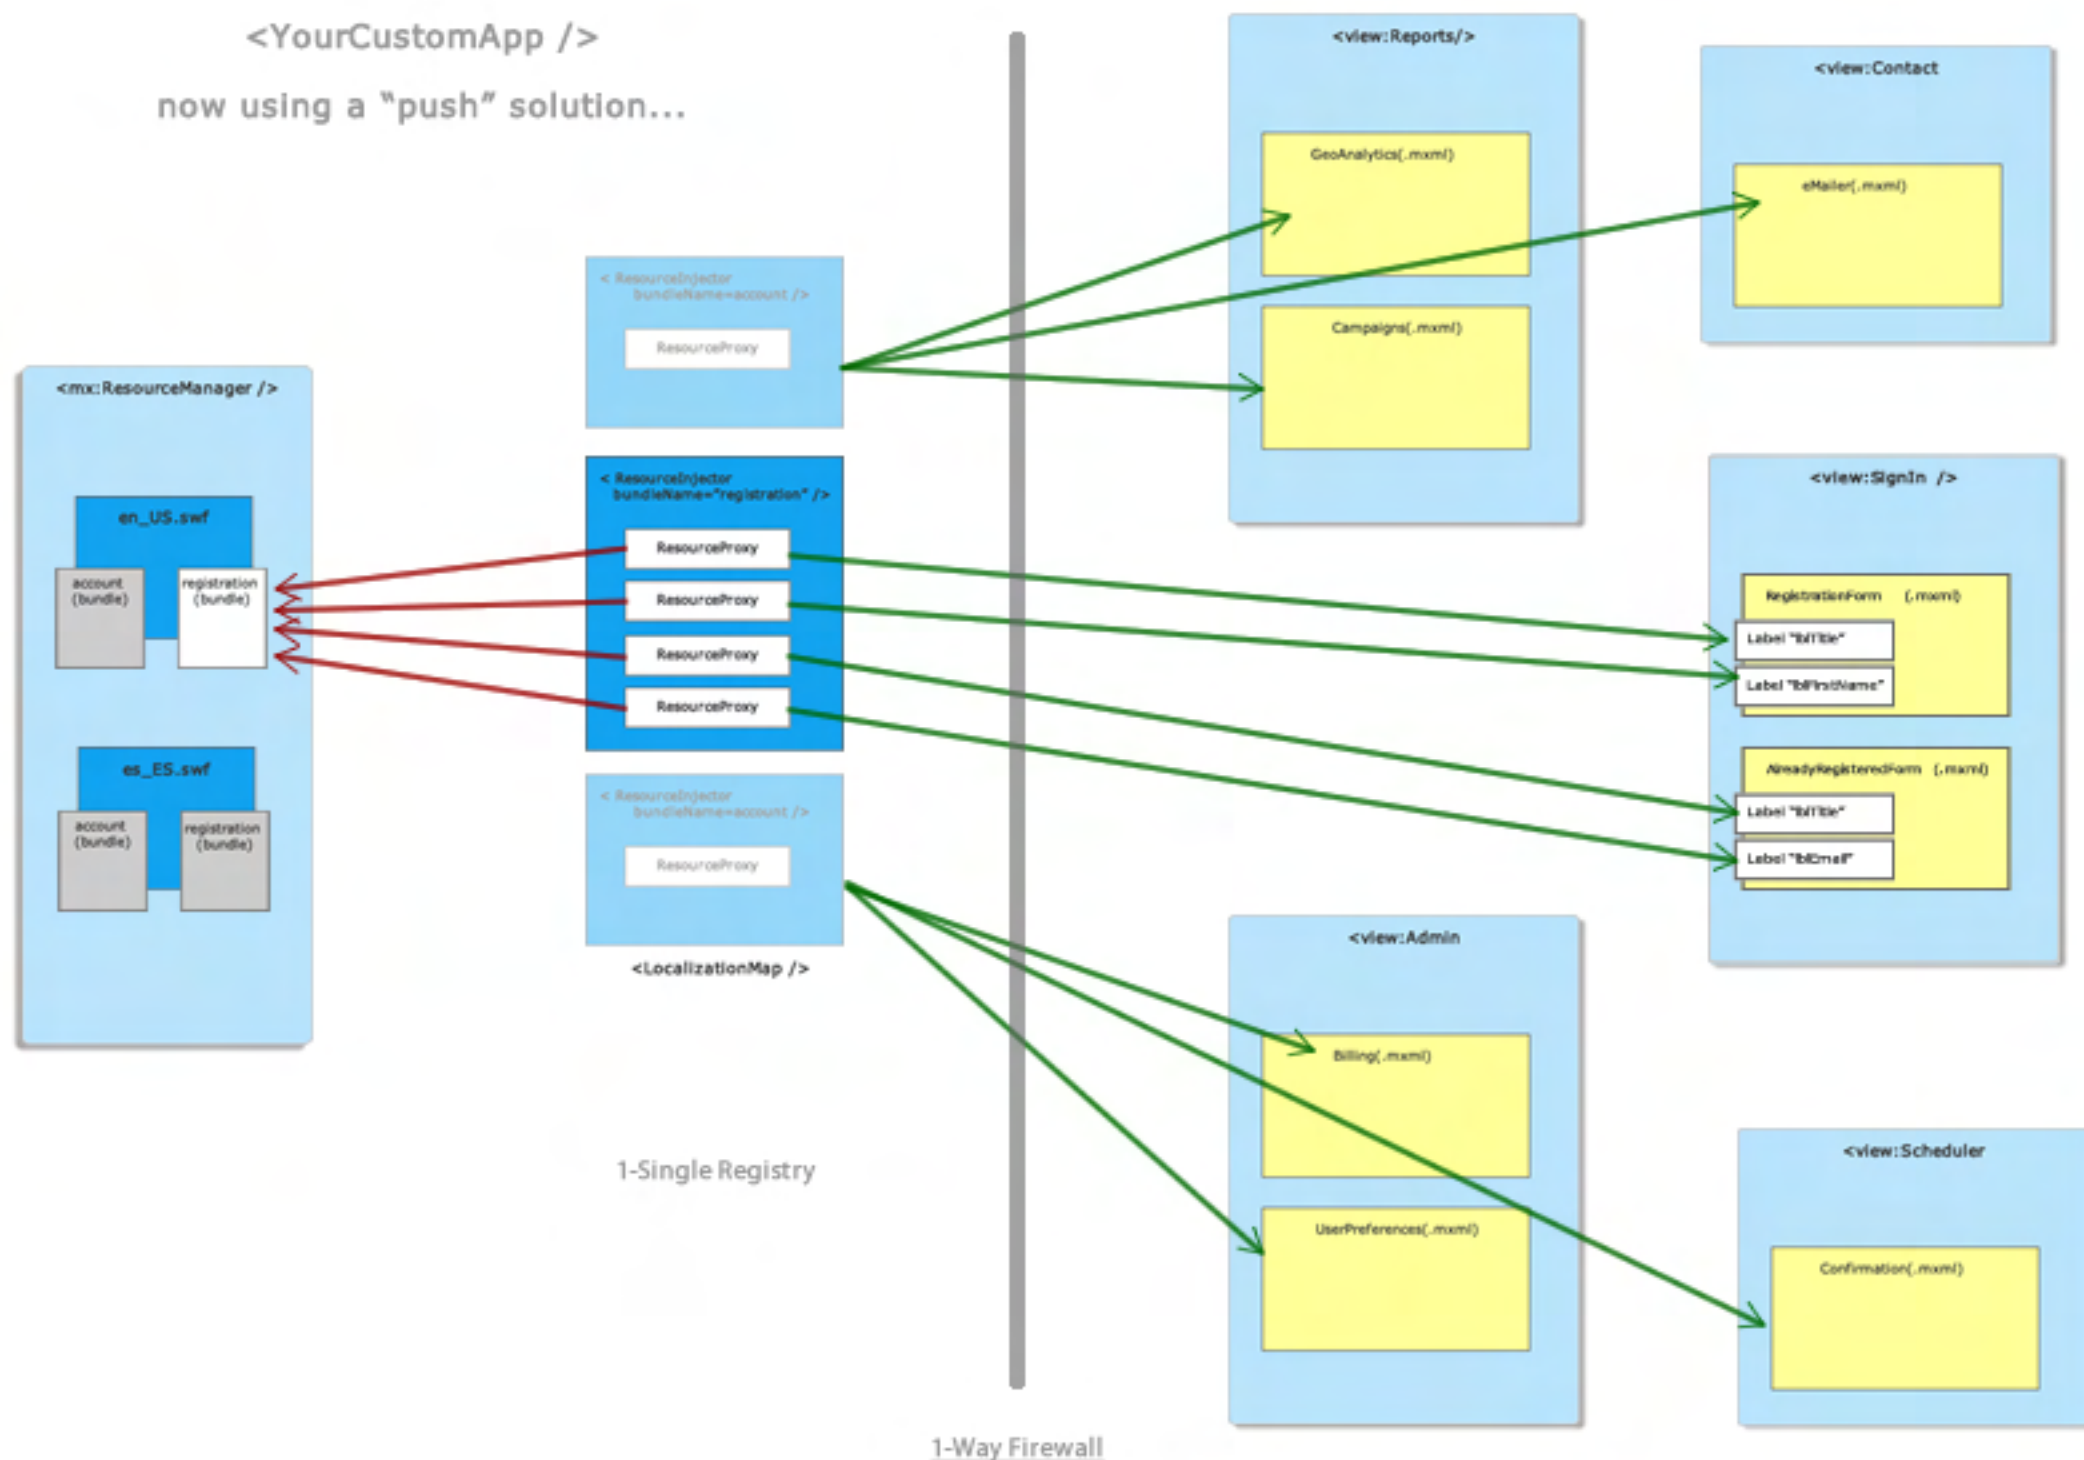 <YourCustomApp />
now using a “push” solution...
<mx:ResourceManager />
en_US.swf
account
(bundle)
registration
(bundle)
es_ES.swf
account
(bundle)
registration
(bundle)
< ResourceInjector
bundleName=account />
ResourceProxy
< ResourceInjector
bundleName="registration" />
ResourceProxy
ResourceProxy
ResourceProxy
ResourceProxy
< ResourceInjector
bundleName=account />
ResourceProxy
<LocalizationMap />
1-Single Registry
1-Way Firewall
<view:Reports/>
GeoAnalytics(.mxml)
Campaigns(.mxml)
<view:Contact
eMailer(.mxml)
<view:SignIn />
RegistrationForm (.mxml)
Label "lblTitle"
Label "lblFirstName"
AlreadyRegisteredForm (.mxml)
Label "lblTitle"
Label "lblEmail"
<view:Admin
Billing(.mxml)
UserPreferences(.mxml)
<view:Scheduler
Confirmation(.mxml)